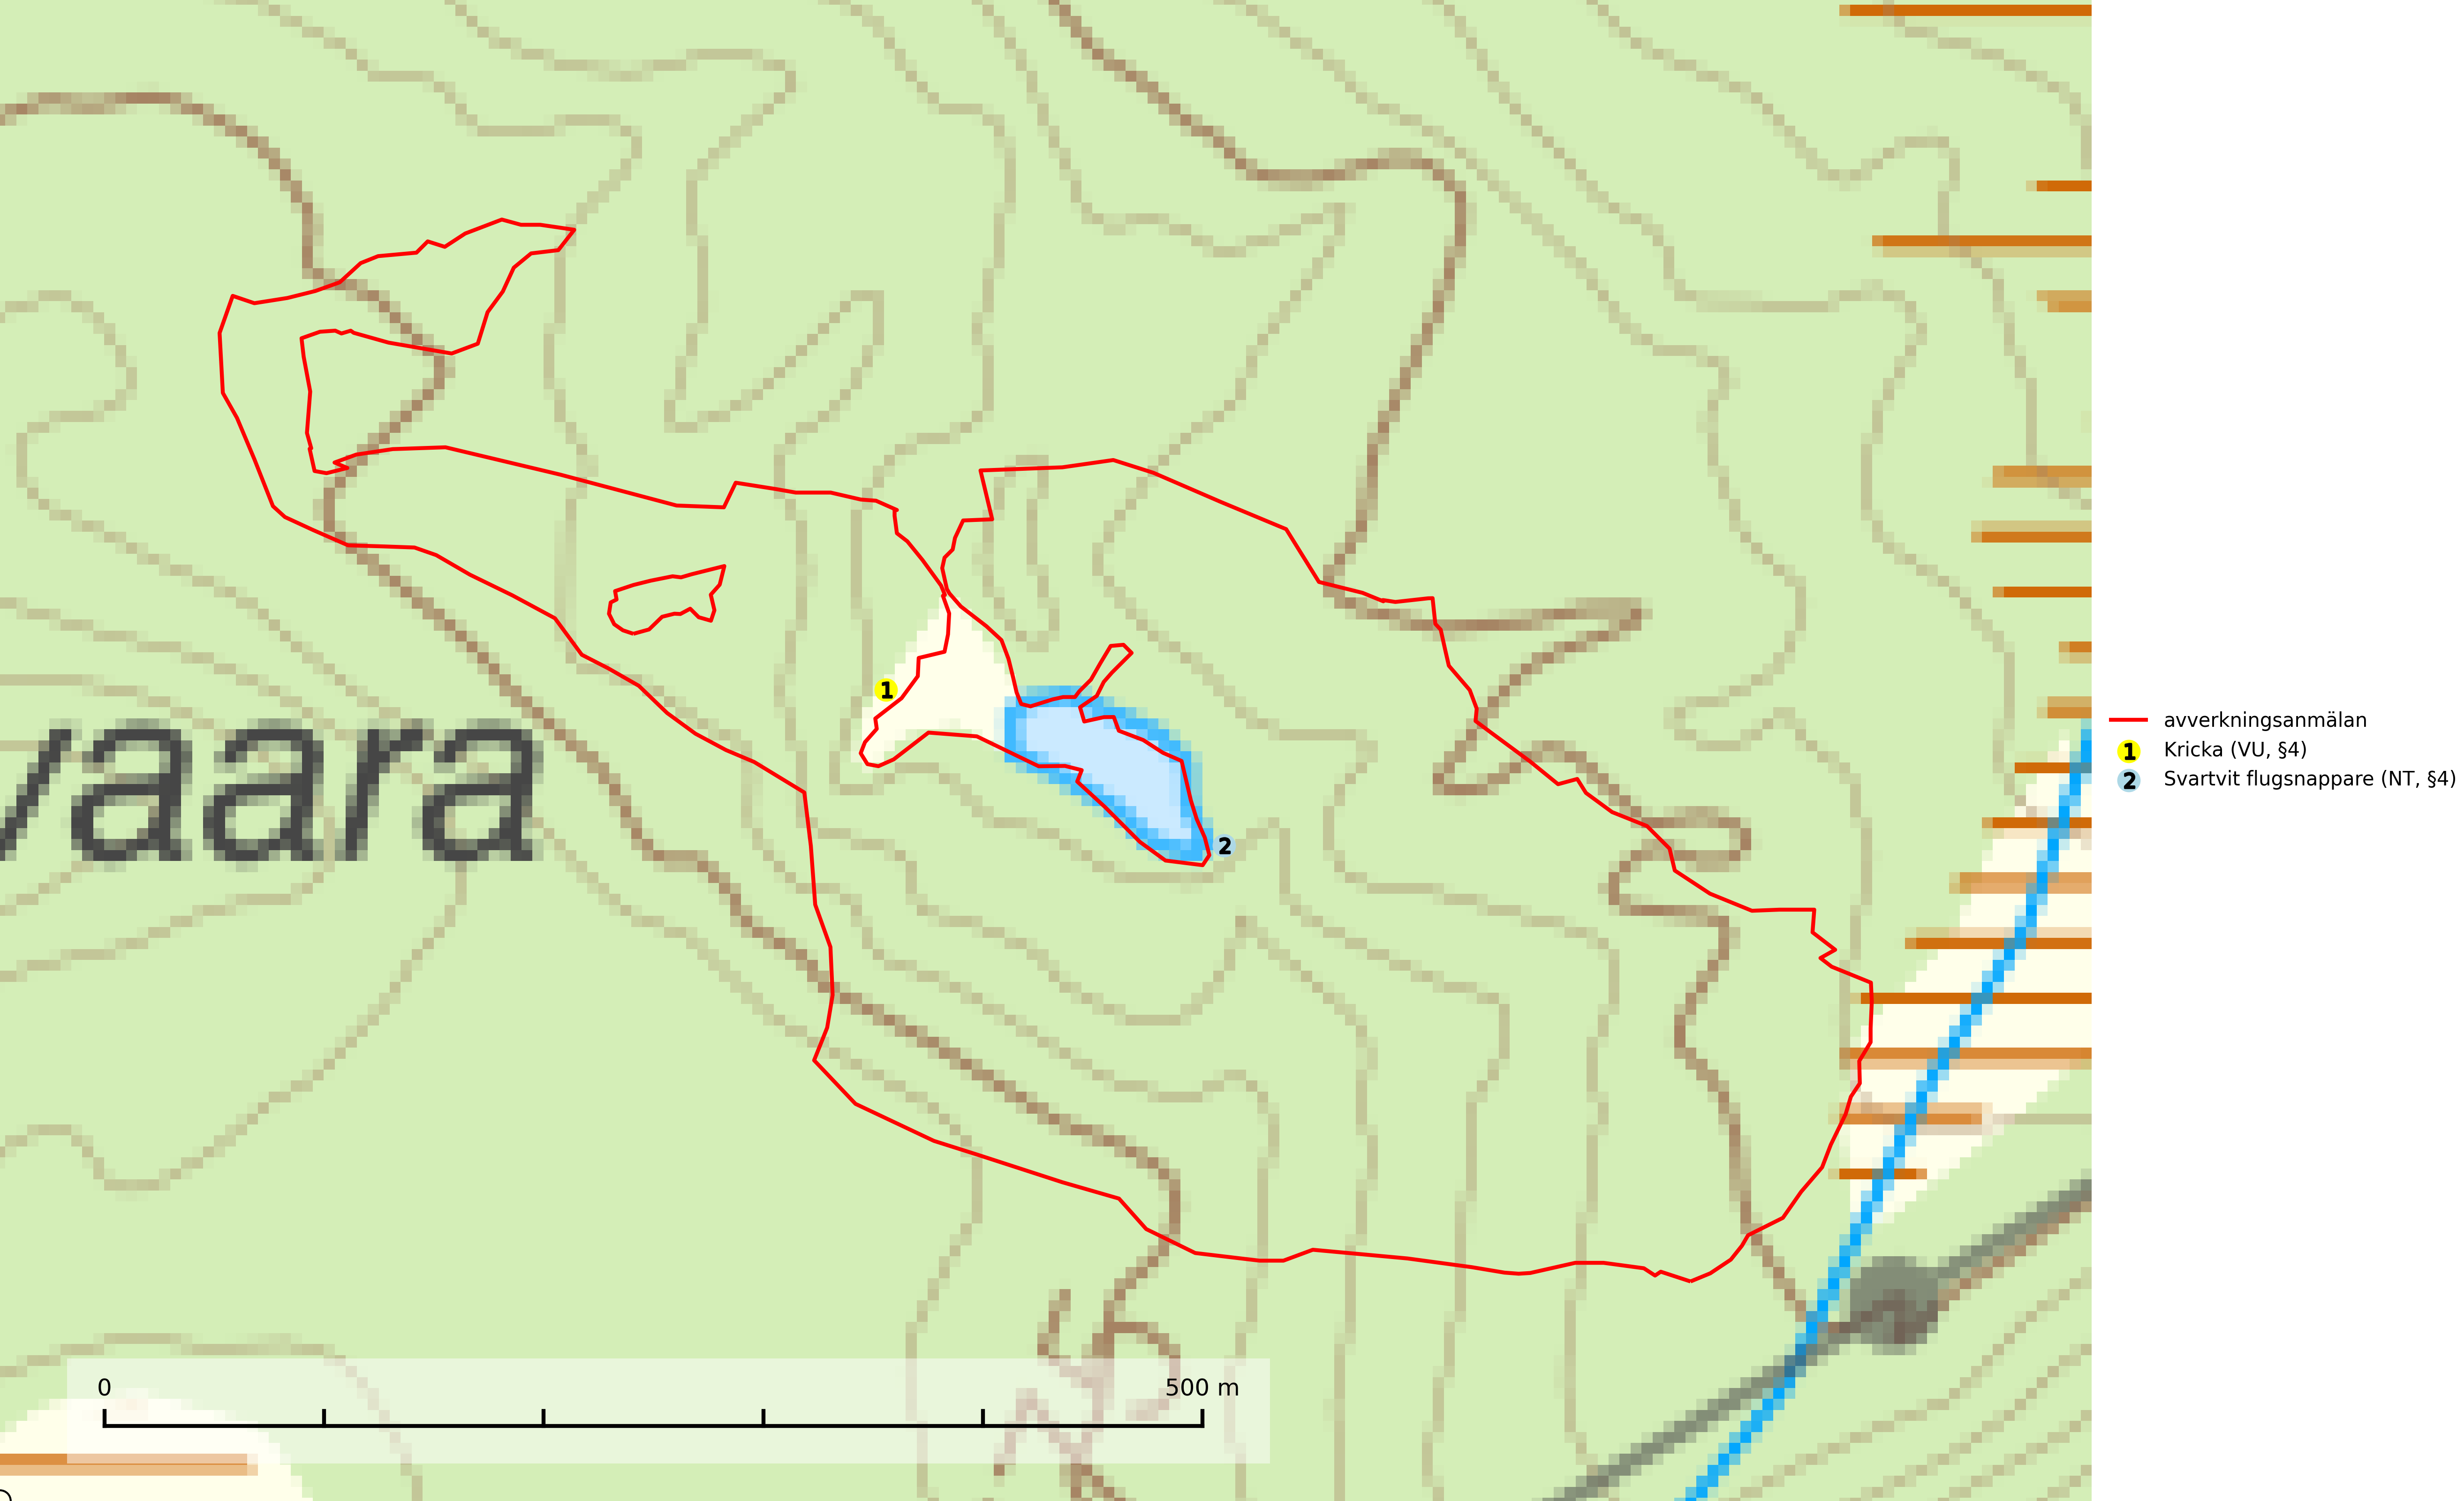 1
vaara
2
avverkningsanmälan
1 Kricka (VU, §4)
2 Svartvit flugsnappare (NT, §4)
0 500 m